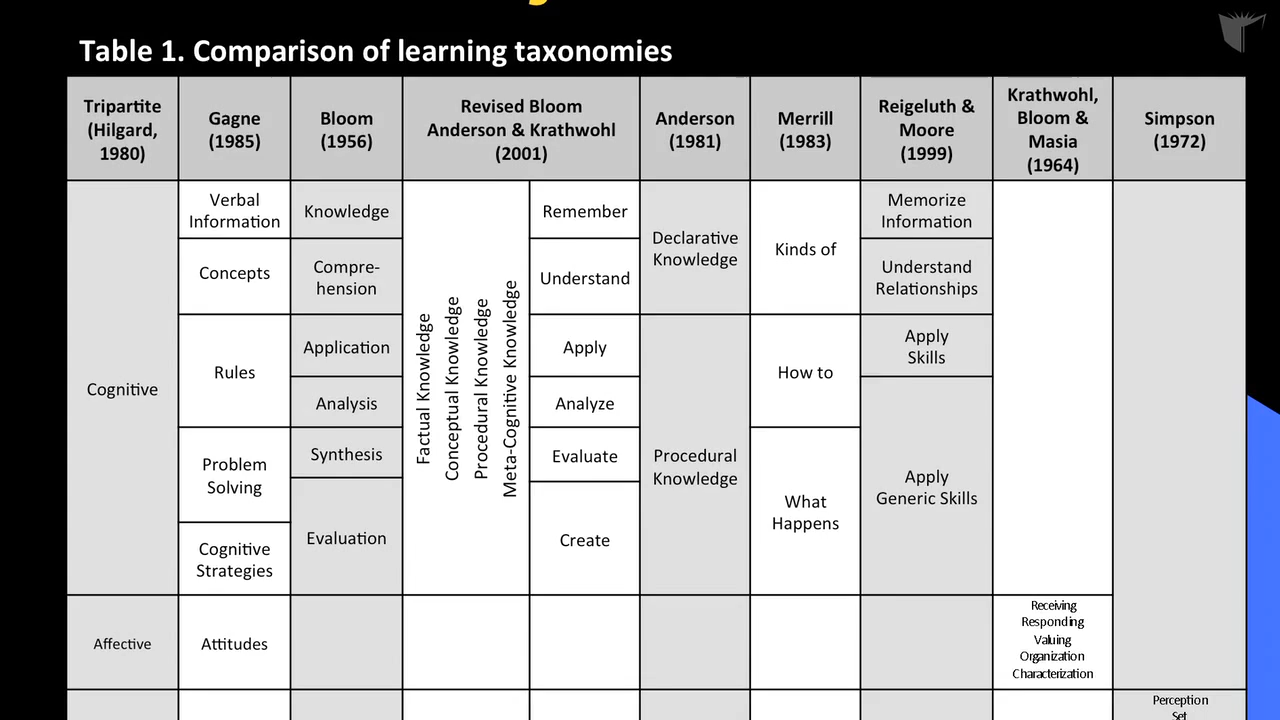 Table 1. Comparison of learning taxonomies
Tripartite
(Hilgard,
1980)
Gagne
(1985)
Bloom
(1956)
Revised Bloom
Anderson & Krathwohl
(2001)
Anderson
(1981)
Merrill
(1983)
Reigeluth &
Moore
(1999)
Krathwohl,
Bloom &
Masia
(1964)
Simpson
(1972)
Cognitive
Verbal
Information
Concepts
Rules
Problem
Solving
Cognitive
Strategies
Knowledge
Compre-
hension
Application
Analysis
Synthesis
Evaluation
Factual Knowledge
Conceptual Knowledge
Procedural Knowledge
Meta-Cognitive Knowledge
Remember
Understand
Apply
Analyze
Evaluate
Create
Declarative
Knowledge
Procedural
Knowledge
Kinds of
How to
What
Happens
Memorize
Information
Understand
Relationships
Apply
Skills
Apply
Generic Skills
Affective
Attitudes
Receiving
Responding
Valuing
Organization
Characterization
Perception
Set